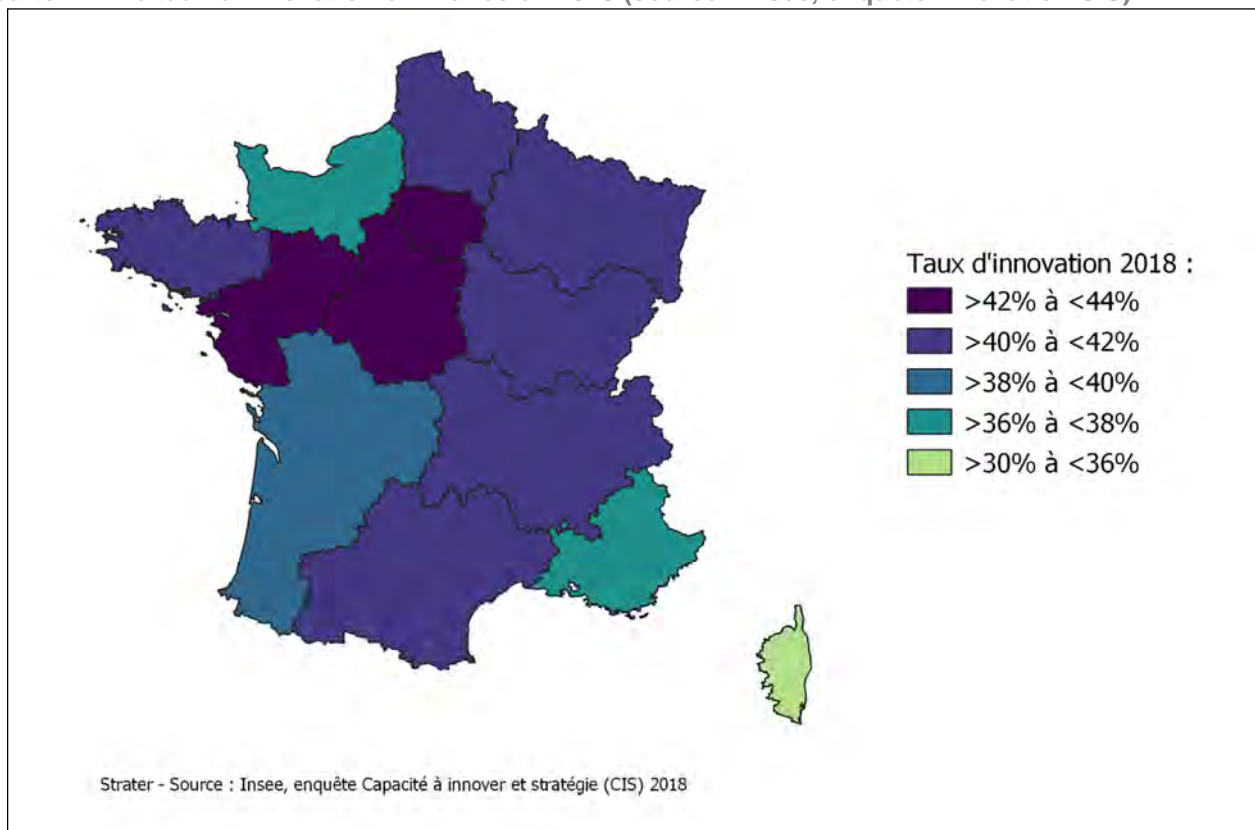 Taux d'innovation 2018 :
>42% à <44%
>40% à <42%
>38% à <40%
>36% à <38%
>30% à <36%
Strater - Source : Insee, enquête Capacité à innover et stratégie (CIS) 2018